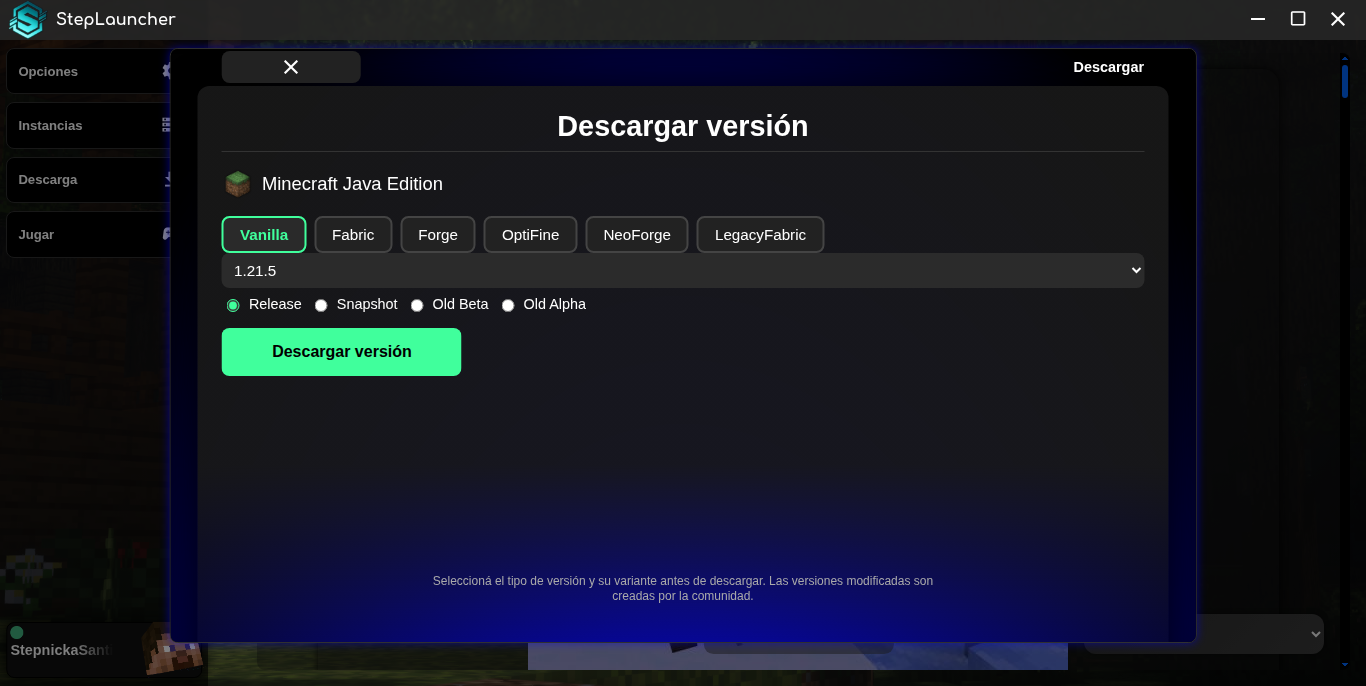 StepLauncher
Opciones
Instancias
Descarga
Jugar
Descargar
Descargar versión
Minecraft Java Edition
Vanilla Fabric Forge OptiFine NeoForge LegacyFabric
1.21.5
Release Snapshot Old Beta Old Alpha
Descargar versión
Seleccioná el tipo de versión y su variante antes de descargar. Las versiones modificadas son
creadas por la comunidad.
StepnickaSant